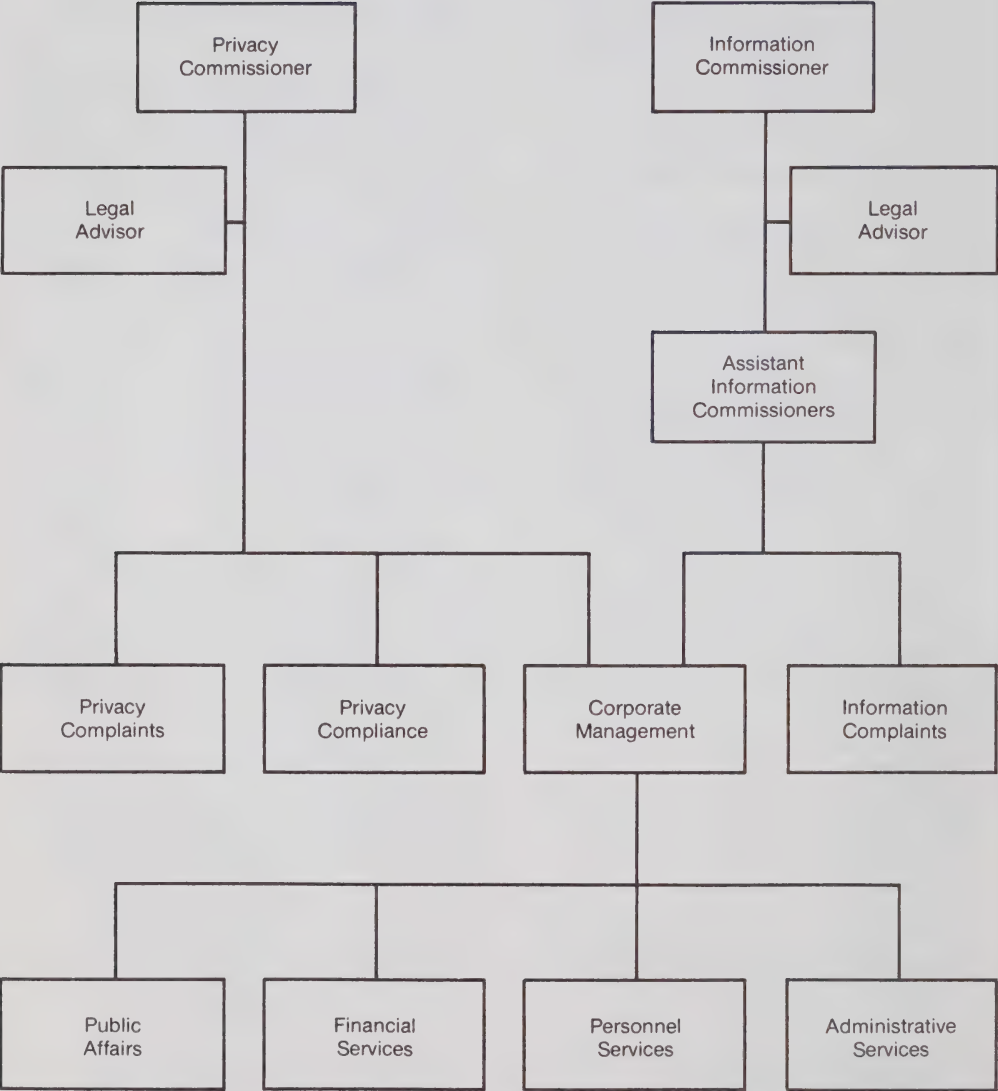 Privacy
Commissioner
Information
Commissioner
Legal
Advisor
Legal
Advisor
Assistant
Information
Commissioners
Privacy
Complaints
Privacy
Compliance
Corporate
Management
Information
Complaints
Public
Affairs
Financial
Services
Personnel
Services
Administrative
Services